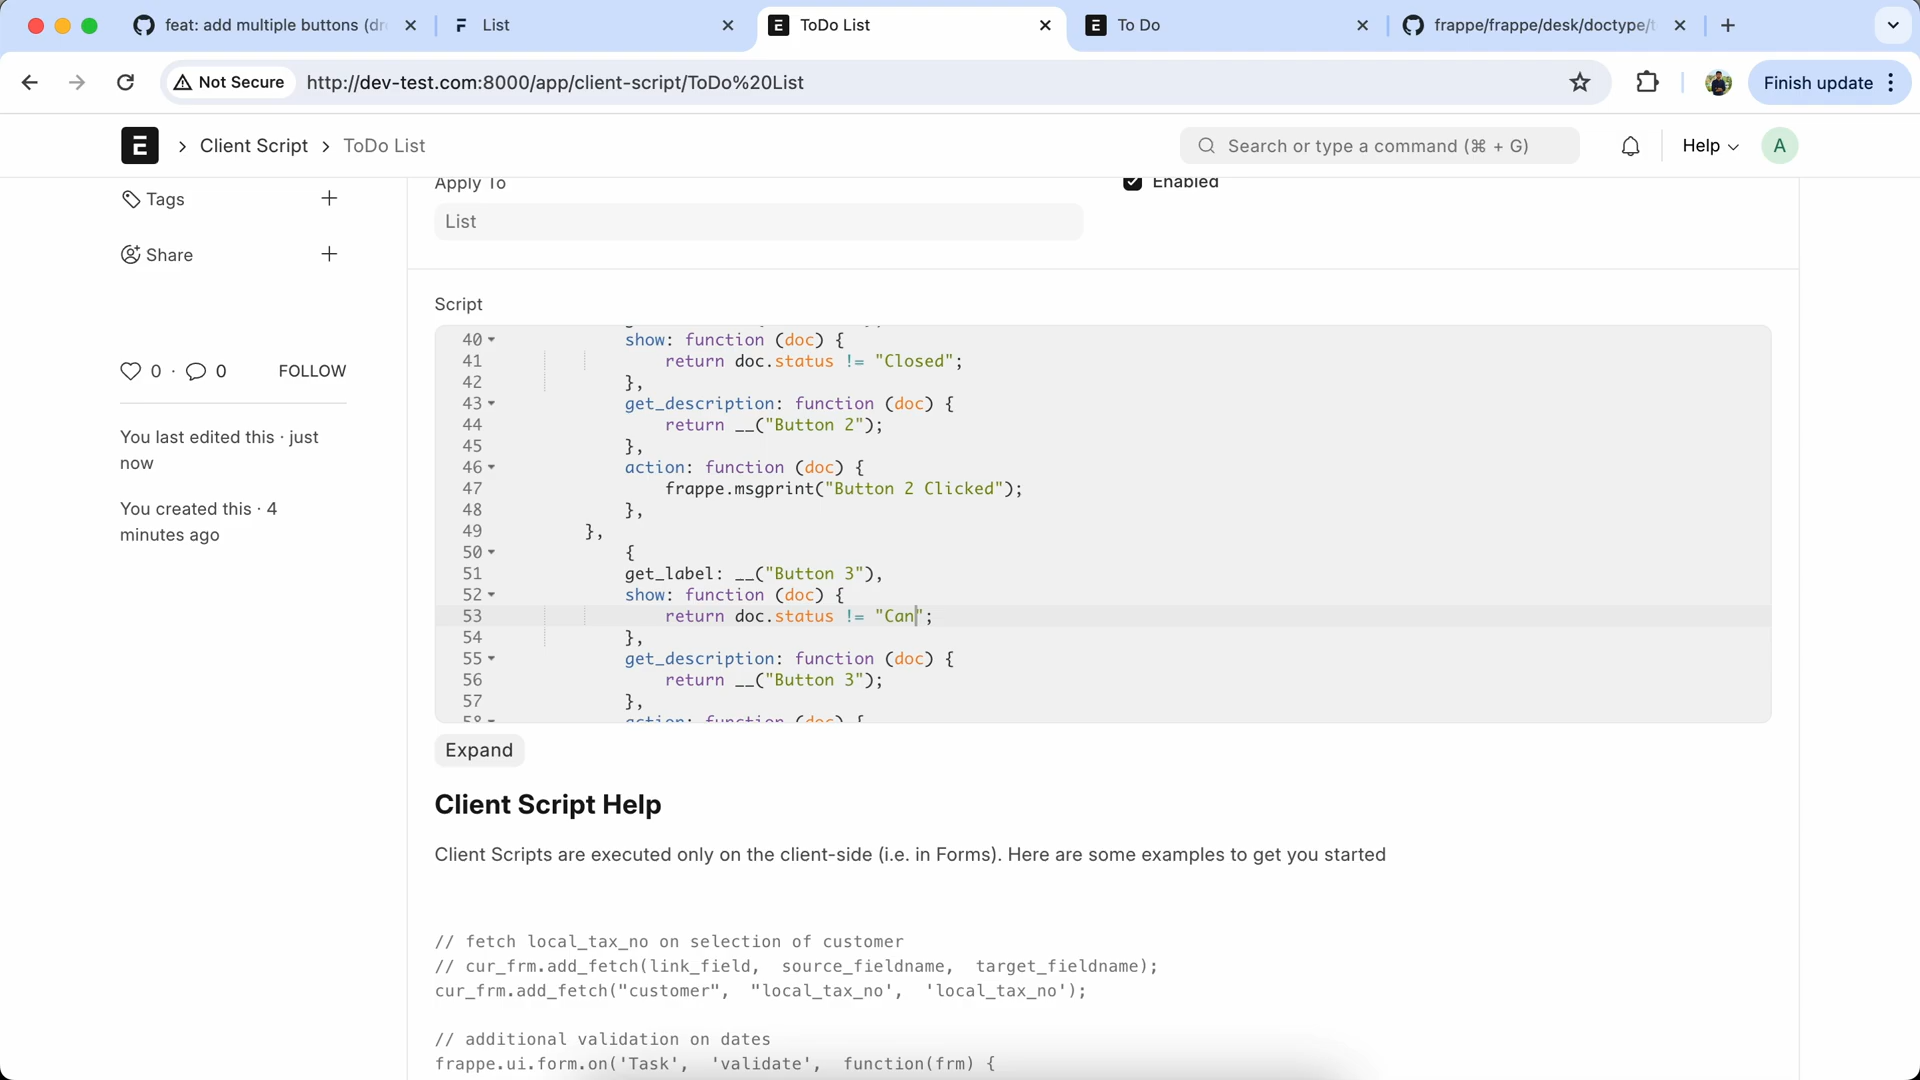 feat: add multiple buttons (dr
List
ToDo List
To Do
frappe/frappe/desk/doctype/t
Not Secure
http://dev-test.com:8000/app/client-script/ToDo%20List
Finish update
E
Client Script
ToDo List
Search or type a command (⌘ + G)
Help
A
Tags
Share
0 · 0
FOLLOW
You last edited this · just
now
You created this · 4
minutes ago
Apply To
Enabled
List
Script
40 show: function (doc) {
41 return doc.status != "Closed";
42 },
43 get_description: function (doc) {
44 return __("Button 2");
45 },
46 action: function (doc) {
47 frappe.msgprint("Button 2 Clicked");
48 },
49 },
50 {
51 get_label: __("Button 3"),
52 show: function (doc) {
53 return doc.status != "Can";
54 },
55 get_description: function (doc) {
56 return __("Button 3");
57 },
58 action: function (doc) {
Expand
Client Script Help
Client Scripts are executed only on the client-side (i.e. in Forms). Here are some examples to get you started
// fetch local_tax_no on selection of customer
// cur_frm.add_fetch(link_field, source_fieldname, target_fieldname);
cur_frm.add_fetch("customer", "local_tax_no', 'local_tax_no');
// additional validation on dates
frappe.ui.form.on('Task', 'validate', function(frm) {